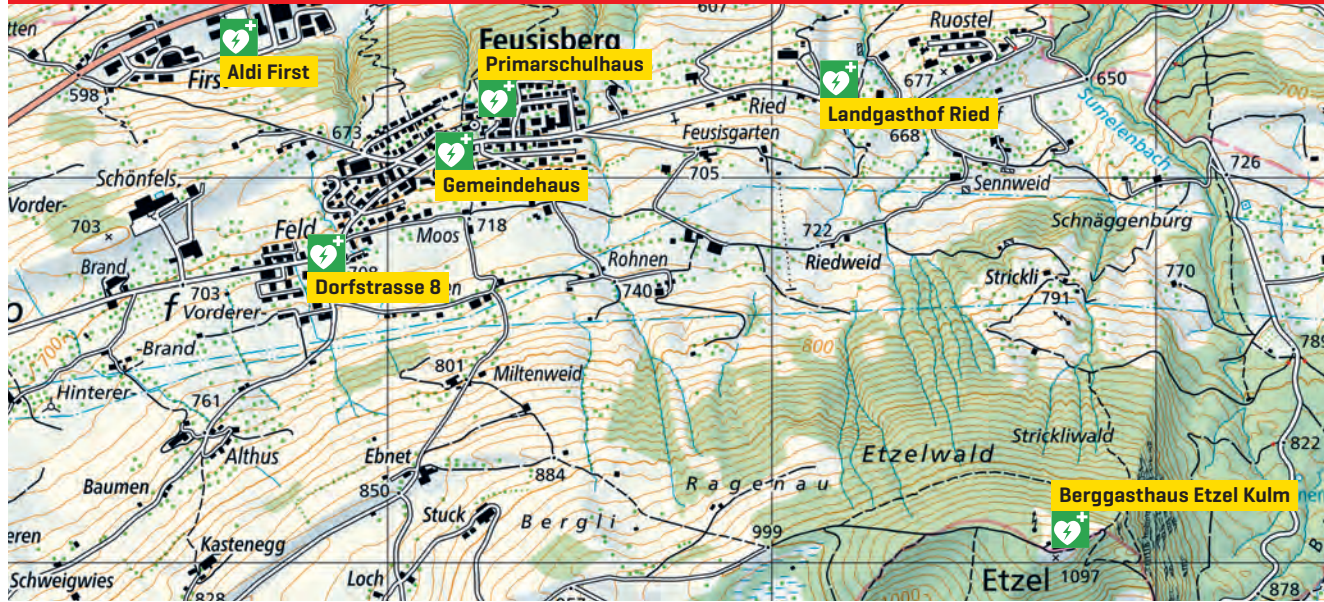 607
Ruostel
Feusisberg
Primarschulhaus
Aldi First
598
677
650
700
Ried
Landgasthof Ried
Sumelenbach
673
Feusisgarten
668
726
Gemeindehaus
705
Sennweid
Schönfels
Vorder-
703
Feld
Moos
718
722
Schnäggenburg
Brand
708
Rohnen
Riedweid
Strickli
770
703
Dorfstrasse 8
740
791
Vorderer-
f
700
Brand
800
789
Hinterer-
801
Miltenweid
761
Althus
Ebnet
884
Etzelwald
Strickliwald
822
Baumen
850
Ragenau
Berggasthaus Etzel Kulm
Stuck
Bergli
Kastenegg
999
Schweigwies
Loch
Etzel 1097
828
878